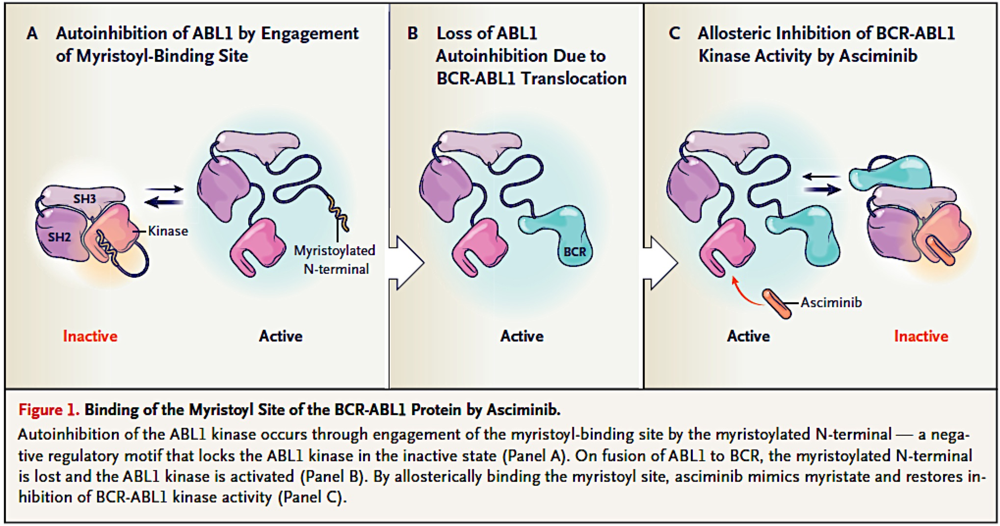 A Autoinhibition of ABL1 by Engagement
of Myristoyl-Binding Site
SH3
SH2
Kinase
Myristoylated
N-terminal
Inactive
Active
B Loss of ABL1
Autoinhibition Due to
BCR-ABL1 Translocation
BCR
Active
C Allosteric Inhibition of BCR-ABL1
Kinase Activity by Asciminib
Asciminib
Active
Inactive
Figure 1. Binding of the Myristoyl Site of the BCR-ABL1 Protein by Asciminib.
Autoinhibition of the ABL1 kinase occurs through engagement of the myristoyl-binding site by the myristoylated N-terminal — a nega-
tive regulatory motif that locks the ABL1 kinase in the inactive state (Panel A). On fusion of ABL1 to BCR, the myristoylated N-terminal
is lost and the ABL1 kinase is activated (Panel B). By allosterically binding the myristoyl site, asciminib mimics myristate and restores in-
hibition of BCR-ABL1 kinase activity (Panel C).